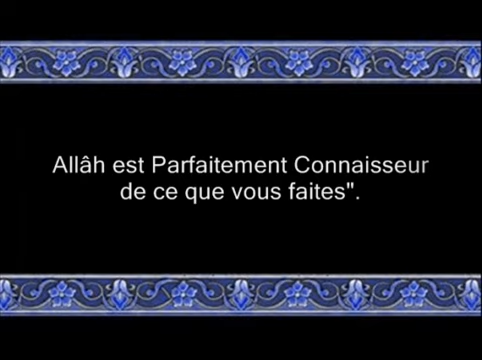 Allâh est Parfaitement Connaisseur
de ce que vous faites".